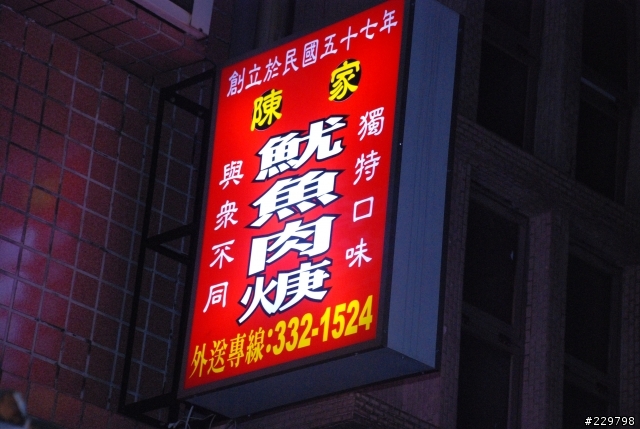 創立於民國五十七年
陳家
獨特口味
魷魚肉焿
與衆不同
外送專線:332-1524
#229798